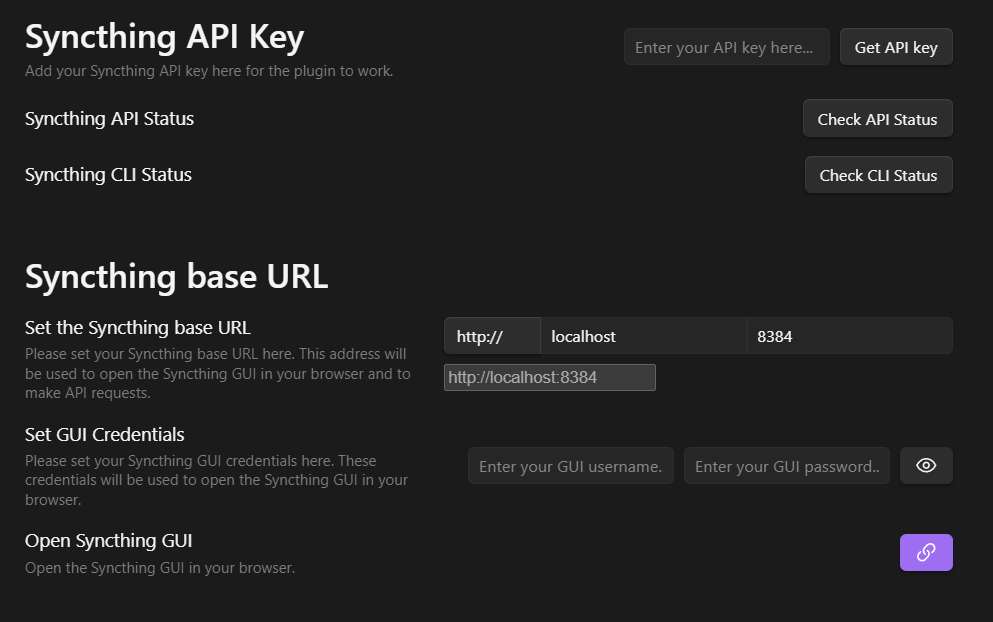 Syncthing API Key
Add your Syncthing API key here for the plugin to work.
Enter your API key here...
Get API key
Syncthing API Status
Check API Status
Syncthing CLI Status
Check CLI Status
Syncthing base URL
Set the Syncthing base URL
Please set your Syncthing base URL here. This address will
be used to open the Syncthing GUI in your browser and to
make API requests.
http://
localhost
8384
http://localhost:8384
Set GUI Credentials
Please set your Syncthing GUI credentials here. These
credentials will be used to open the Syncthing GUI in your
browser.
Enter your GUI username.
Enter your GUI password..
Open Syncthing GUI
Open the Syncthing GUI in your browser.